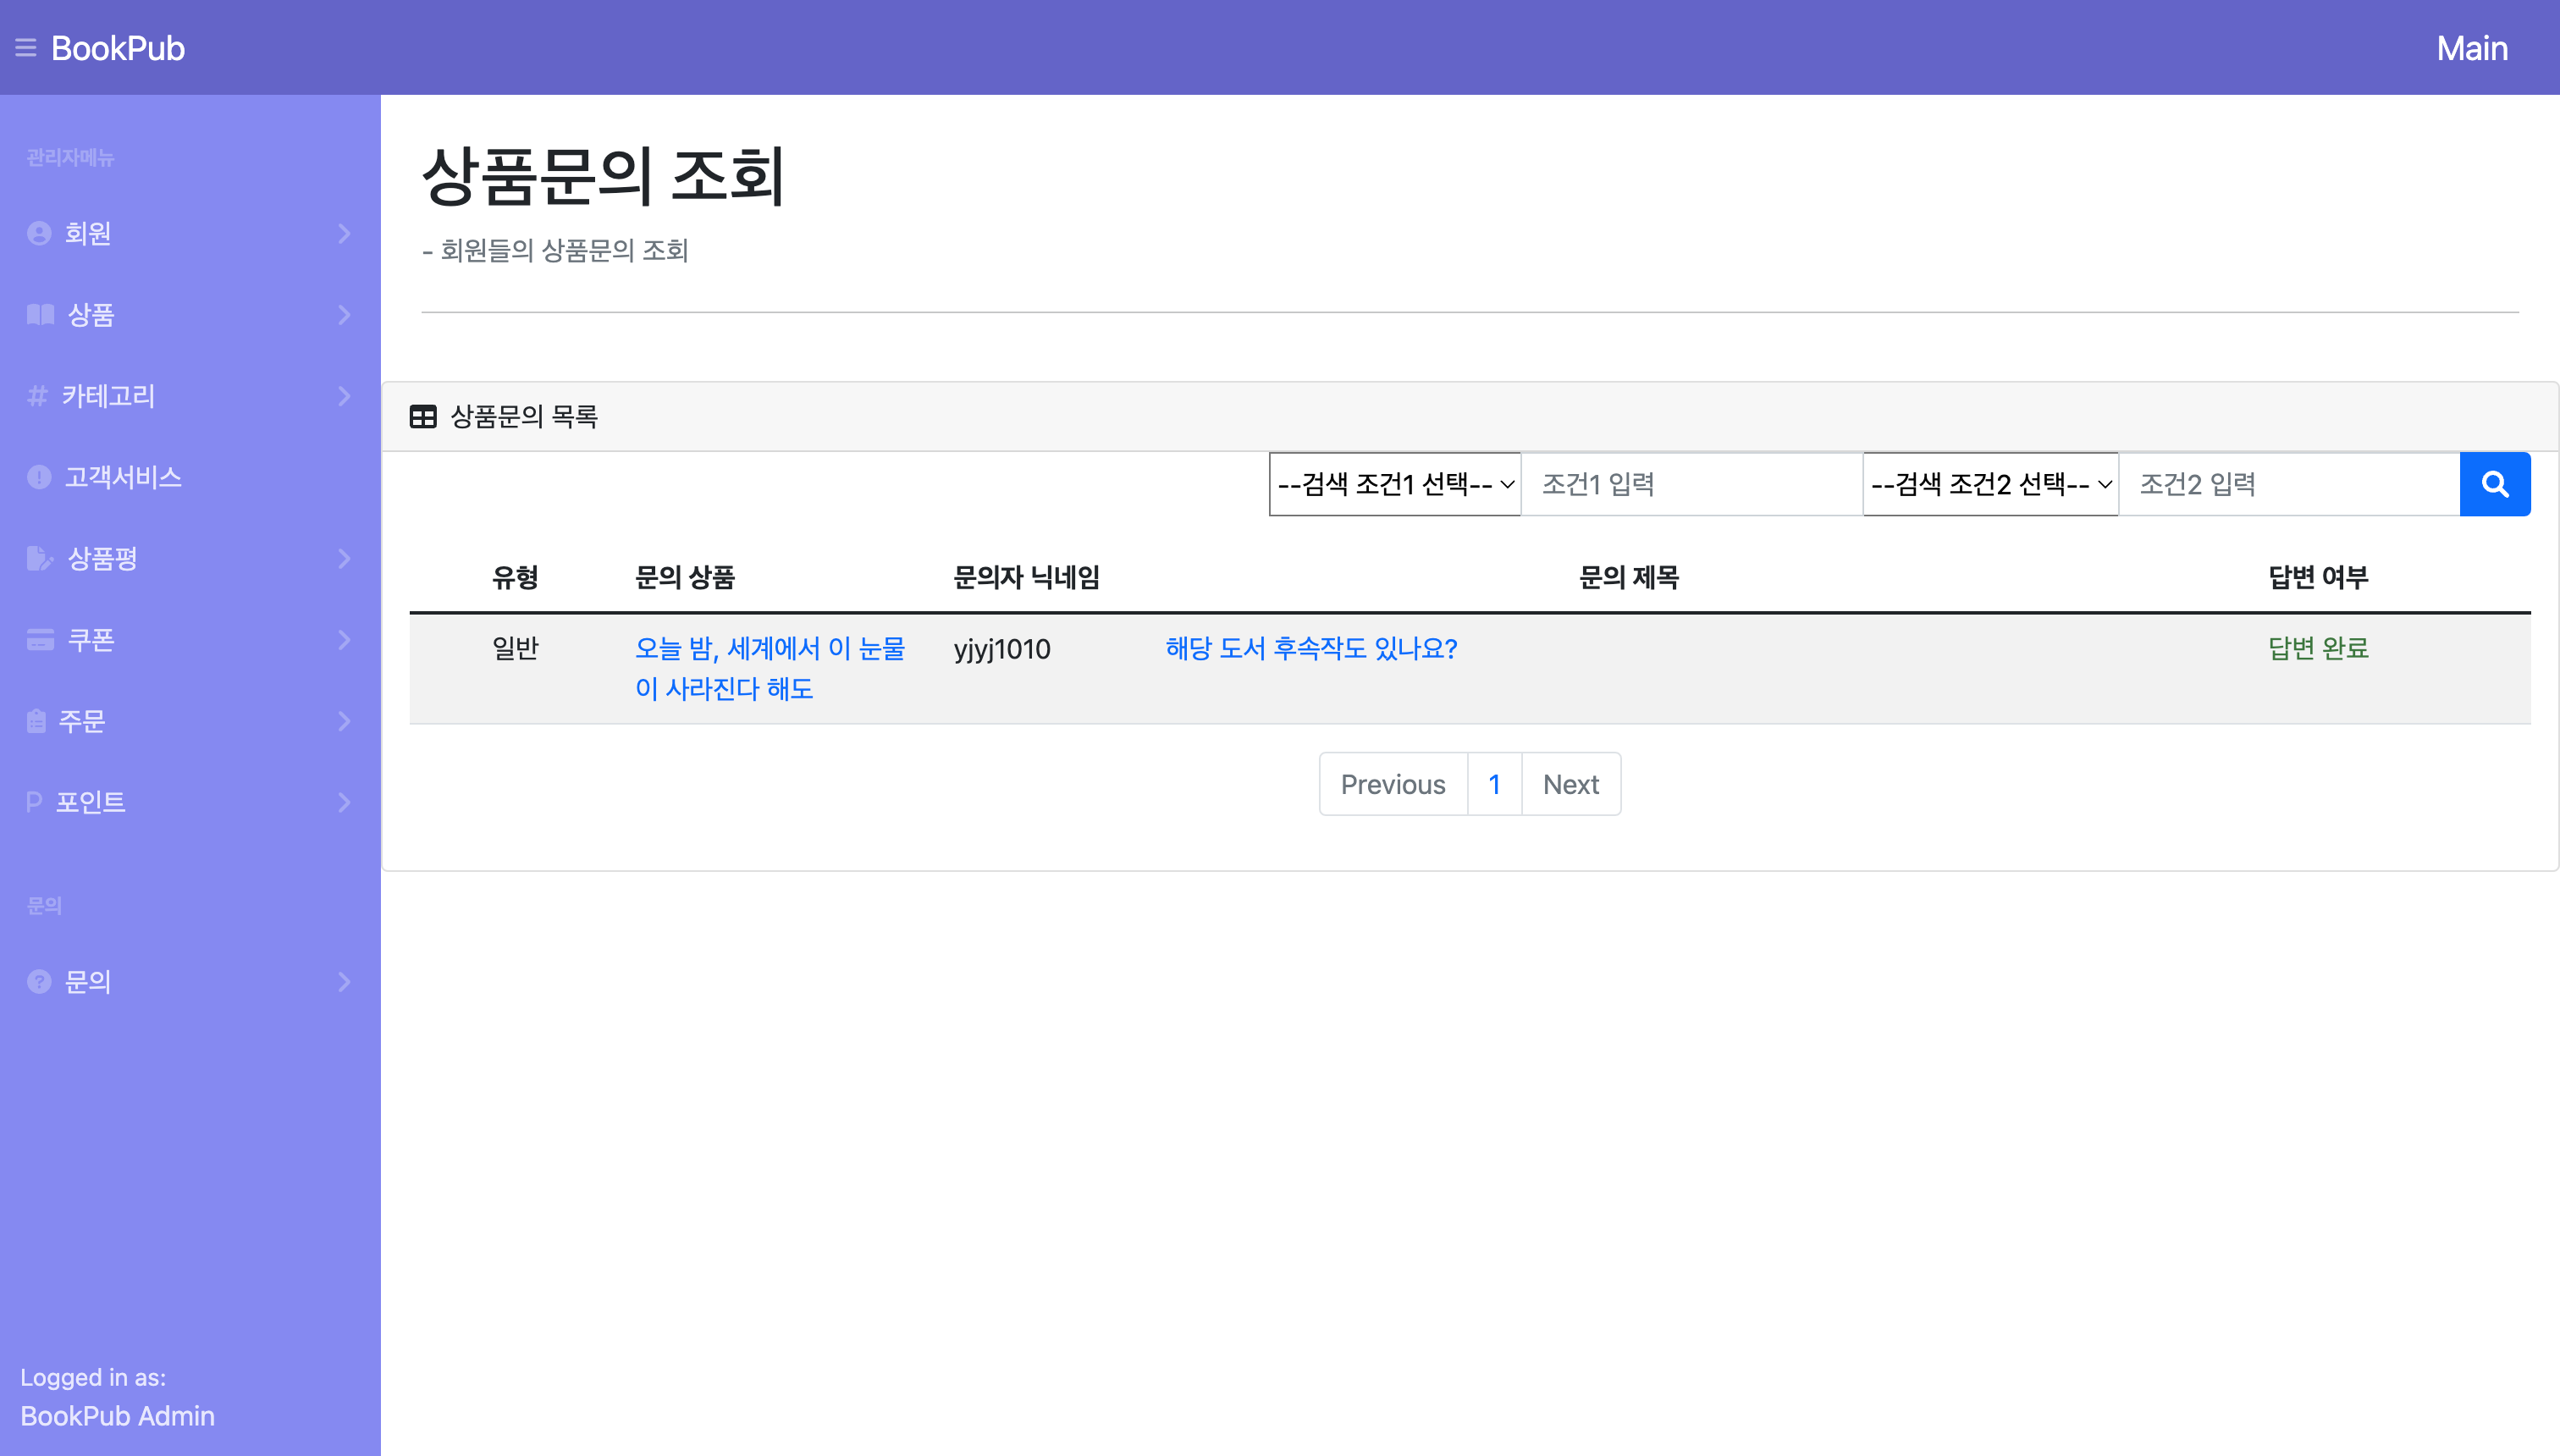 BookPub
Main
관리자메뉴
회원
상품
카테고리
고객서비스
상품평
쿠폰
주문
포인트
문의
문의
Logged in as:
BookPub Admin
상품문의 조회
- 회원들의 상품문의 조회
상품문의 목록
--검색 조건1 선택-- 조건1 입력 --검색 조건2 선택-- 조건2 입력
유형 문의 상품 문의자 닉네임 문의 제목 답변 여부
일반 오늘 밤, 세계에서 이 눈물 yjyj1010 해당 도서 후속작도 있나요? 답변 완료
이 사라진다 해도
Previous 1 Next